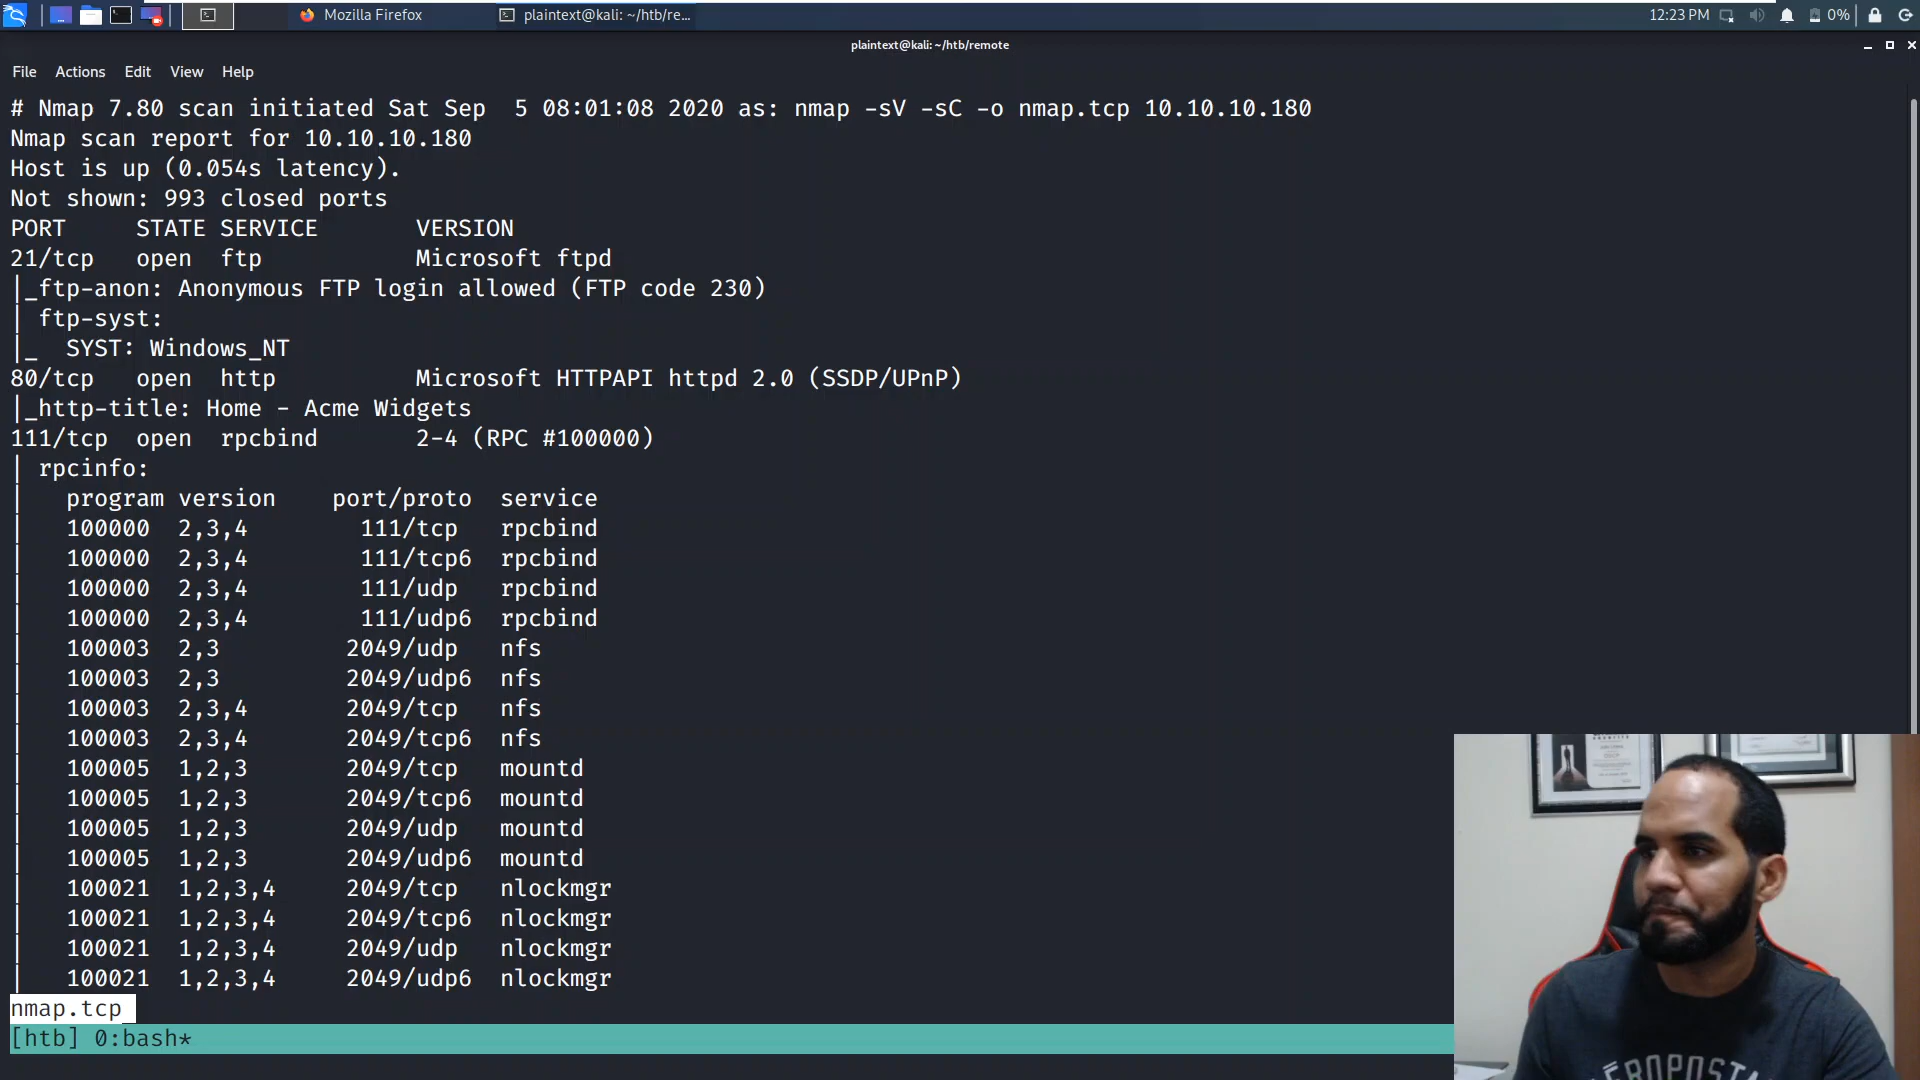 Mozilla Firefox
plaintext@kali: ~/htb/re...
12:23 PM
0%
plaintext@kali: ~/htb/remote
File Actions Edit View Help
# Nmap 7.80 scan initiated Sat Sep  5 08:01:08 2020 as: nmap -sV -sC -o nmap.tcp 10.10.10.180
Nmap scan report for 10.10.10.180
Host is up (0.054s latency).
Not shown: 993 closed ports
PORT     STATE SERVICE       VERSION
21/tcp   open  ftp           Microsoft ftpd
|_ftp-anon: Anonymous FTP login allowed (FTP code 230)
| ftp-syst:
|_  SYST: Windows_NT
80/tcp   open  http          Microsoft HTTPAPI httpd 2.0 (SSDP/UPnP)
|_http-title: Home - Acme Widgets
111/tcp  open  rpcbind       2-4 (RPC #100000)
| rpcinfo:
|   program version    port/proto  service
|   100000  2,3,4        111/tcp   rpcbind
|   100000  2,3,4        111/tcp6  rpcbind
|   100000  2,3,4        111/udp   rpcbind
|   100000  2,3,4        111/udp6  rpcbind
|   100003  2,3         2049/udp   nfs
|   100003  2,3         2049/udp6  nfs
|   100003  2,3,4       2049/tcp   nfs
|   100003  2,3,4       2049/tcp6  nfs
|   100005  1,2,3       2049/tcp   mountd
|   100005  1,2,3       2049/tcp6  mountd
|   100005  1,2,3       2049/udp   mountd
|   100005  1,2,3       2049/udp6  mountd
|   100021  1,2,3,4     2049/tcp   nlockmgr
|   100021  1,2,3,4     2049/tcp6  nlockmgr
|   100021  1,2,3,4     2049/udp   nlockmgr
|   100021  1,2,3,4     2049/udp6  nlockmgr
nmap.tcp
[htb] 0:bash*